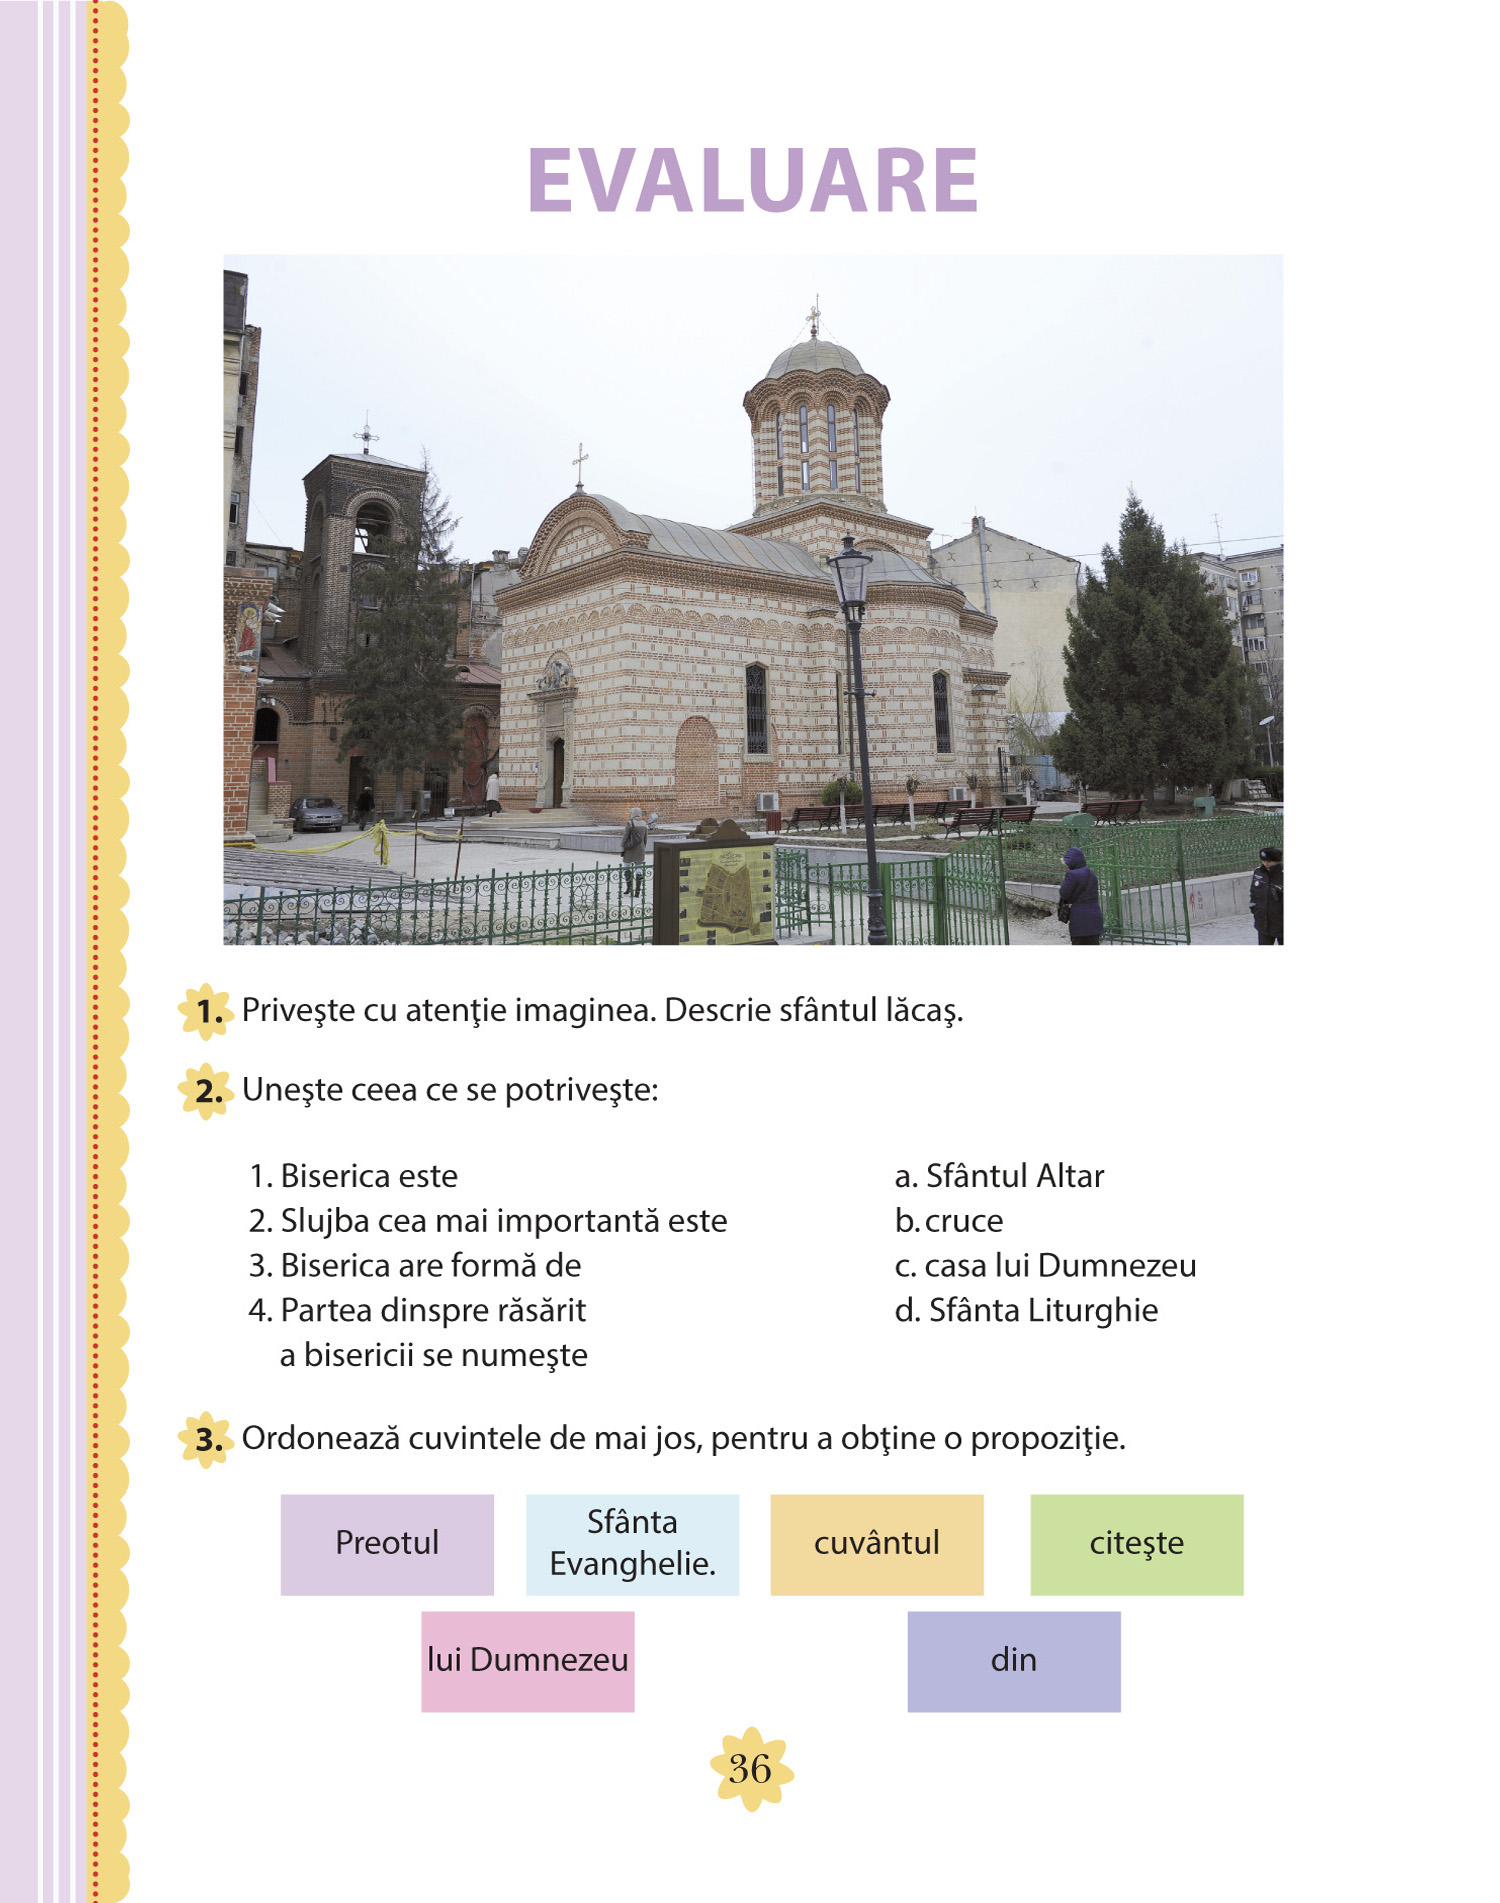 EVALUARE
1. Priveşte cu atenţie imaginea. Descrie sfântul lăcaş.
2. Uneşte ceea ce se potriveşte:
1. Biserica este
2. Slujba cea mai importantă este
3. Biserica are formă de
4. Partea dinspre răsărit
a bisericii se numeşte
a. Sfântul Altar
b. cruce
c. casa lui Dumnezeu
d. Sfânta Liturghie
3. Ordonează cuvintele de mai jos, pentru a obţine o propoziţie.
Preotul
Sfânta
Evanghelie.
cuvântul
citeşte
lui Dumnezeu
din
36